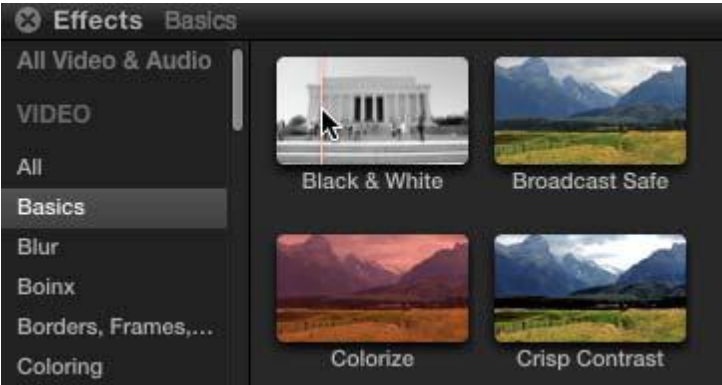 Effects Basics
All Video & Audio
VIDEO
All
Basics
Blur
Boinx
Borders, Frames,...
Coloring
Black & White
Broadcast Safe
Colorize
Crisp Contrast